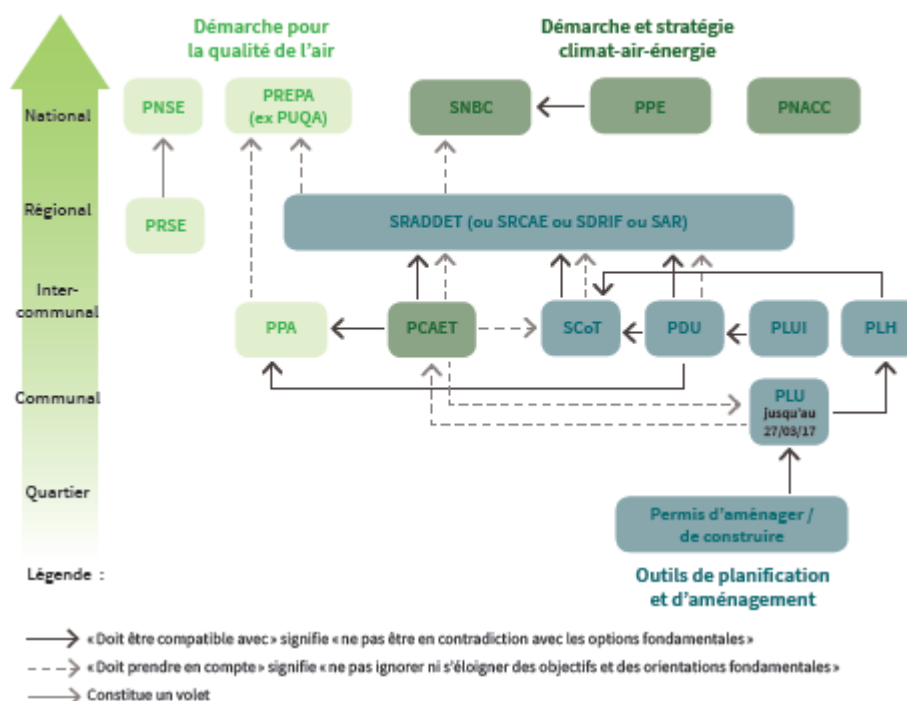 Démarche pour
la qualité de l'air
Démarche et stratégie
climat-air-énergie
National
PNSE
PREPA
(ex PUQA)
SNBC
PPE
PNACC
Régional
PRSE
SRADDET (ou SRCAE ou SDRIF ou SAR)
Inter-
communal
PPA
PCAET
SCoT
PDU
PLUI
PLH
Communal
PLU
jusqu'au
27/03/17
Quartier
Permis d'aménager /
de construire
Légende :
Outils de planification
et d'aménagement
« Doit être compatible avec » signifie « ne pas être en contradiction avec les options fondamentales »
« Doit prendre en compte » signifie « ne pas ignorer ni s'éloigner des objectifs et des orientations fondamentales »
Constitue un volet